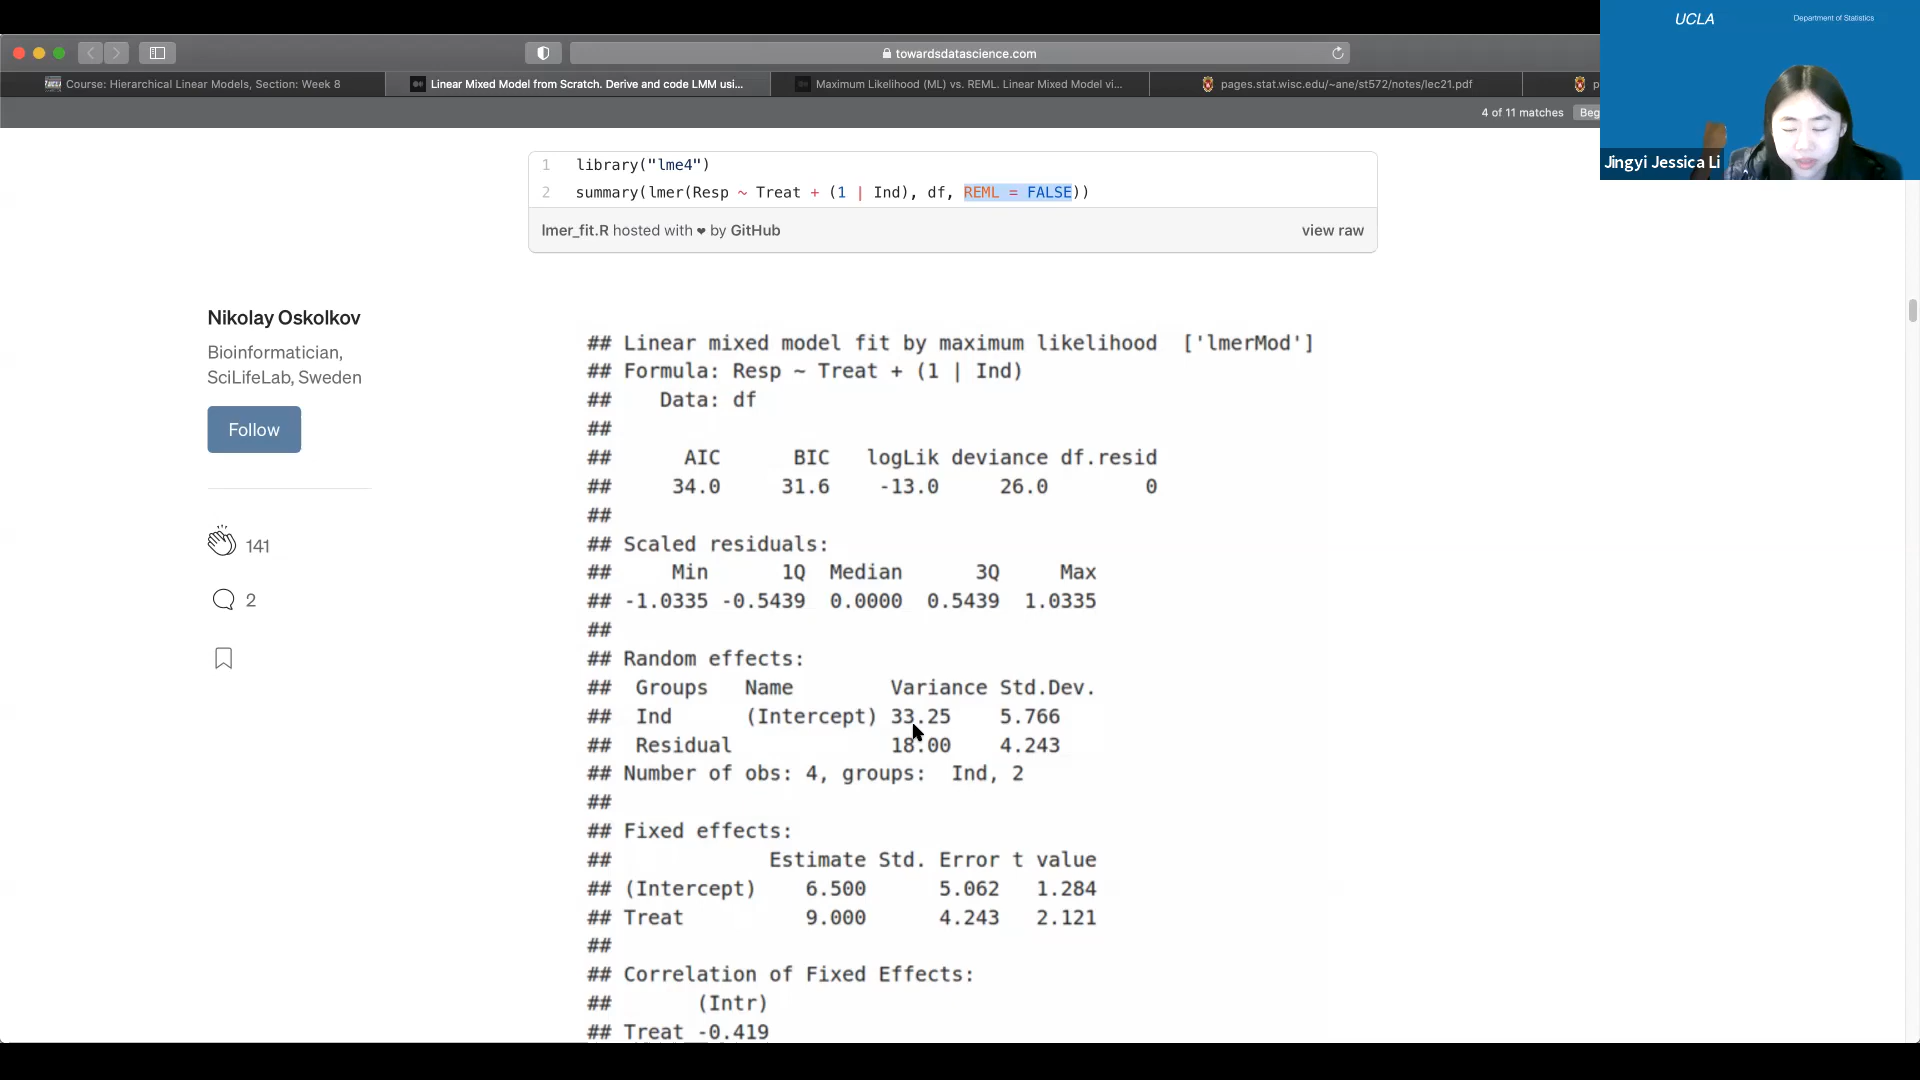 UCLA
Department of Statistics
towardsdatascience.com
Course: Hierarchical Linear Models, Section: Week 8
Linear Mixed Model from Scratch. Derive and code LMM usi...
Maximum Likelihood (ML) vs. REML. Linear Mixed Model vi...
pages.stat.wisc.edu/~ane/st572/notes/lec21.pdf
p
4 of 11 matches
Beg
Jingyi Jessica Li
1 library("lme4")
2 summary(lmer(Resp ~ Treat + (1 | Ind), df, REML = FALSE))
lmer_fit.R hosted with ❤ by GitHub
view raw
Nikolay Oskolkov
Bioinformatician,
SciLifeLab, Sweden
Follow
141
2
## Linear mixed model fit by maximum likelihood ['lmerMod']
## Formula: Resp ~ Treat + (1 | Ind)
## Data: df
##
## AIC BIC logLik deviance df.resid
## 34.0 31.6 -13.0 26.0 0
##
## Scaled residuals:
## Min 1Q Median 3Q Max
## -1.0335 -0.5439 0.0000 0.5439 1.0335
##
## Random effects:
## Groups Name Variance Std.Dev.
## Ind (Intercept) 33.25 5.766
## Residual 18.00 4.243
## Number of obs: 4, groups: Ind, 2
##
## Fixed effects:
## Estimate Std. Error t value
## (Intercept) 6.500 5.062 1.284
## Treat 9.000 4.243 2.121
##
## Correlation of Fixed Effects:
## (Intr)
## Treat -0.419